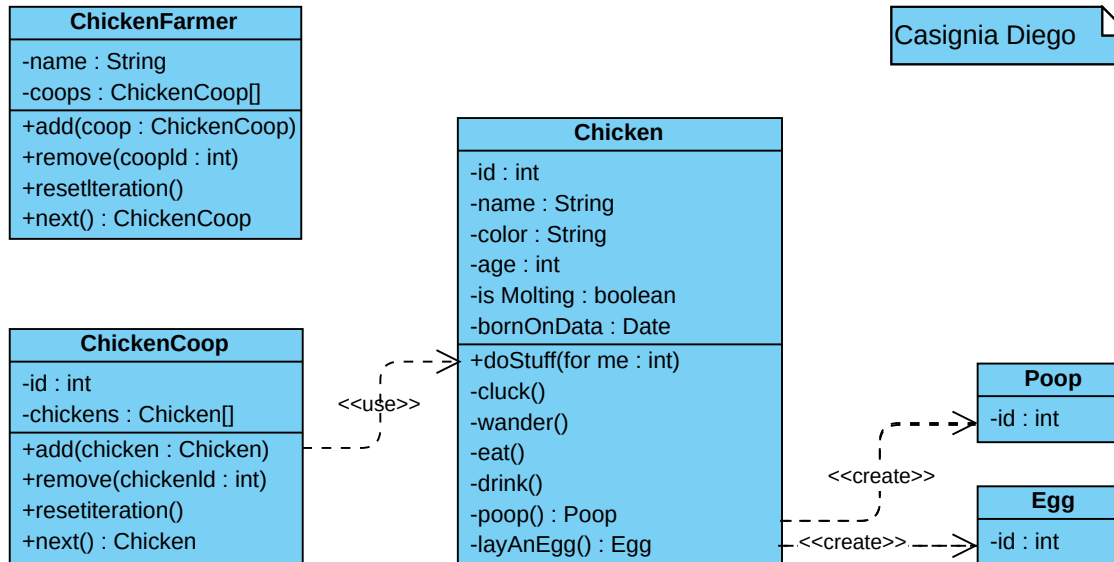 ChickenFarmer
-name : String
-coops : ChickenCoop[]
+add(coop : ChickenCoop)
+remove(coopId : int)
+resetIteration()
+next() : ChickenCoop
Casignia Diego
Chicken
-id : int
-name : String
-color : String
-age : int
-is Molting : boolean
-bornOnData : Date
+doStuff(for me : int)
-cluck()
-wander()
-eat()
-drink()
-poop() : Poop
-layAnEgg() : Egg
ChickenCoop
-id : int
-chickens : Chicken[]
+add(chicken : Chicken)
+remove(chickenId : int)
+resetiteration()
+next() : Chicken
<<use>>
Poop
-id : int
<<create>>
Egg
-id : int
<<create>>